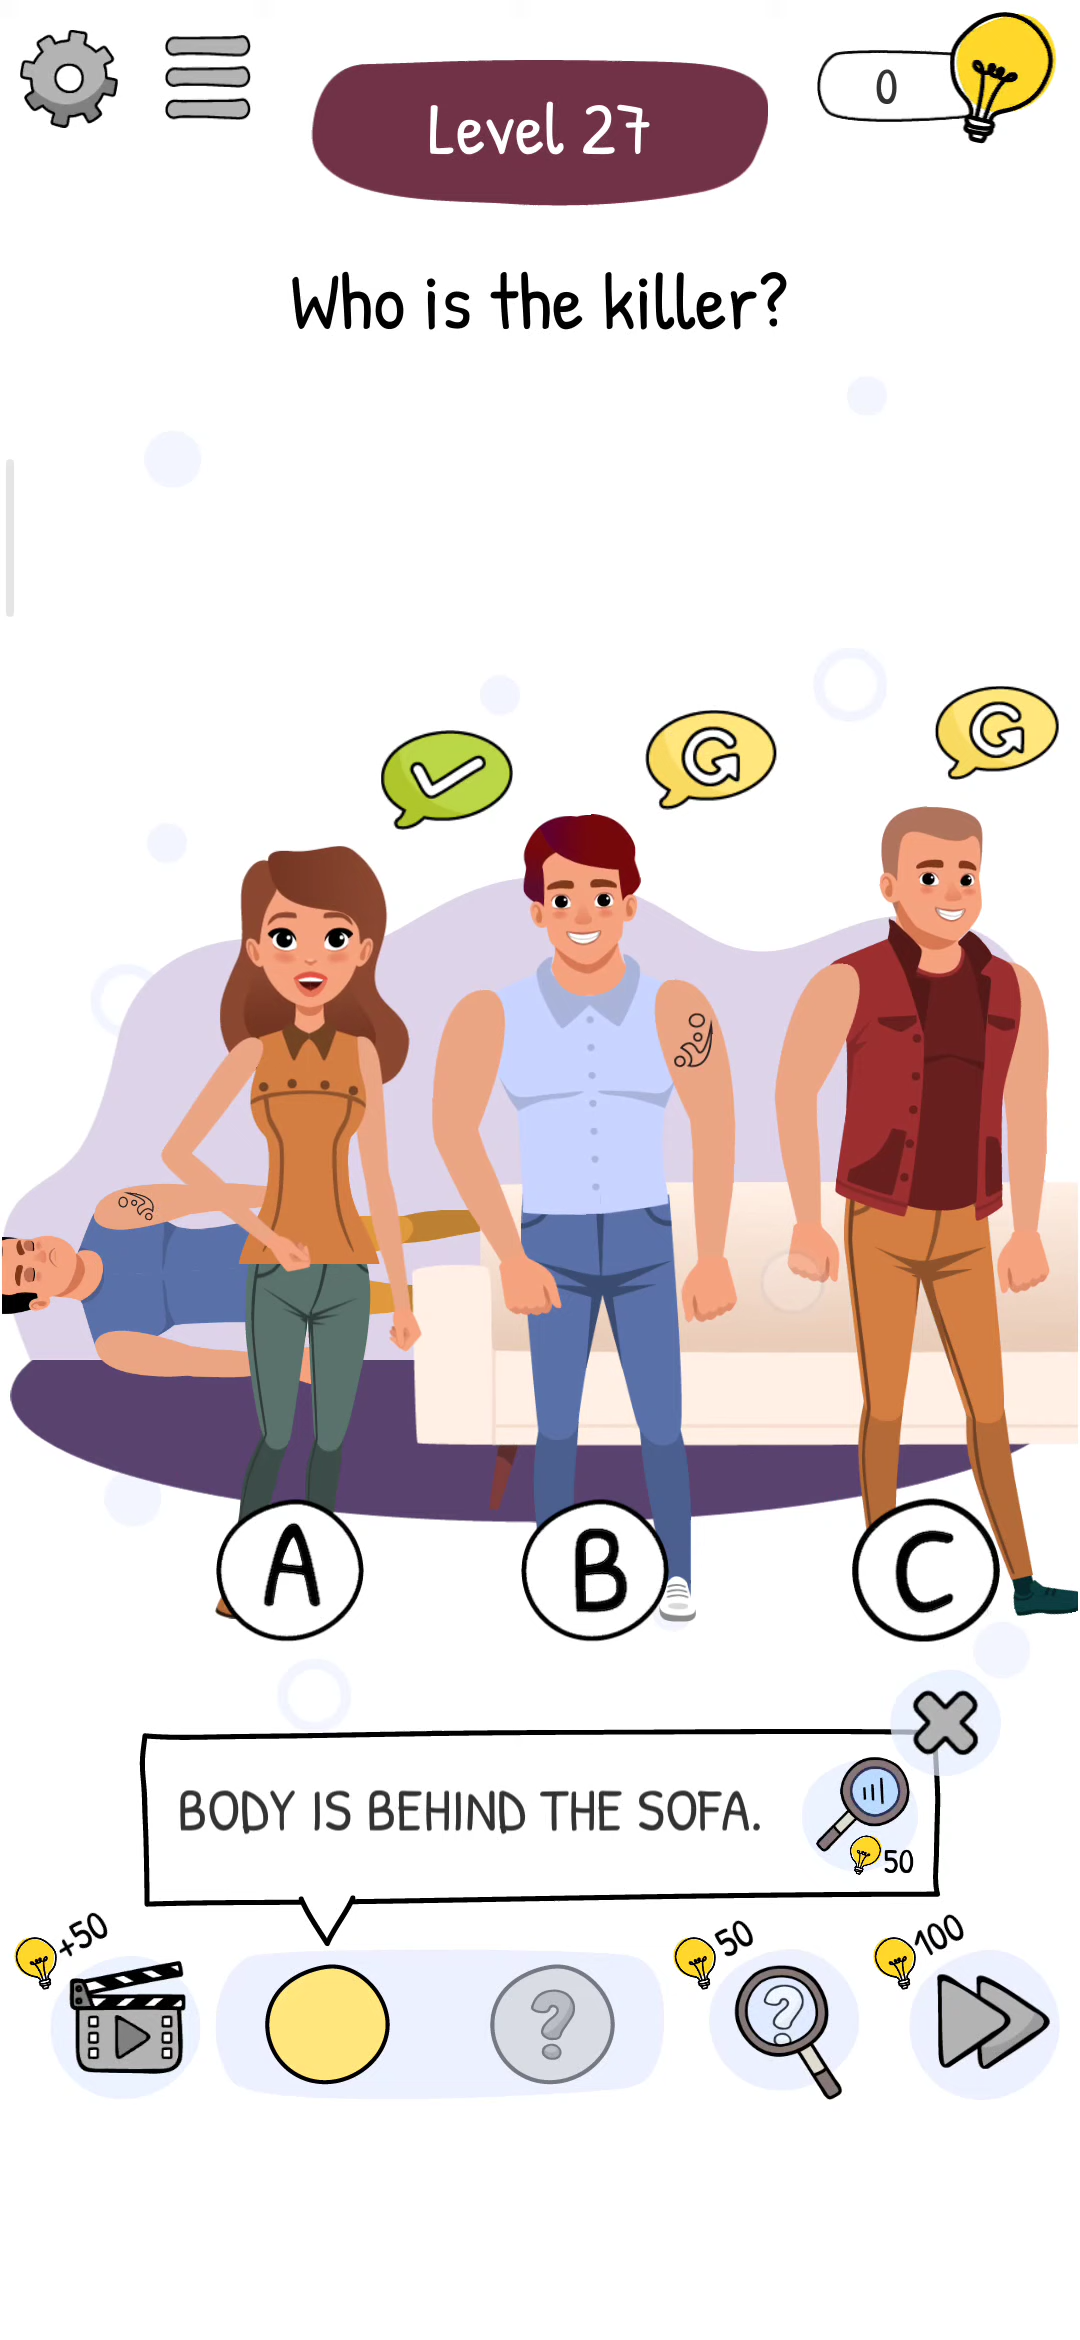 0
Level 27
Who is the killer?
A B C
BODY IS BEHIND THE SOFA.
50
+50
?
50
?
100